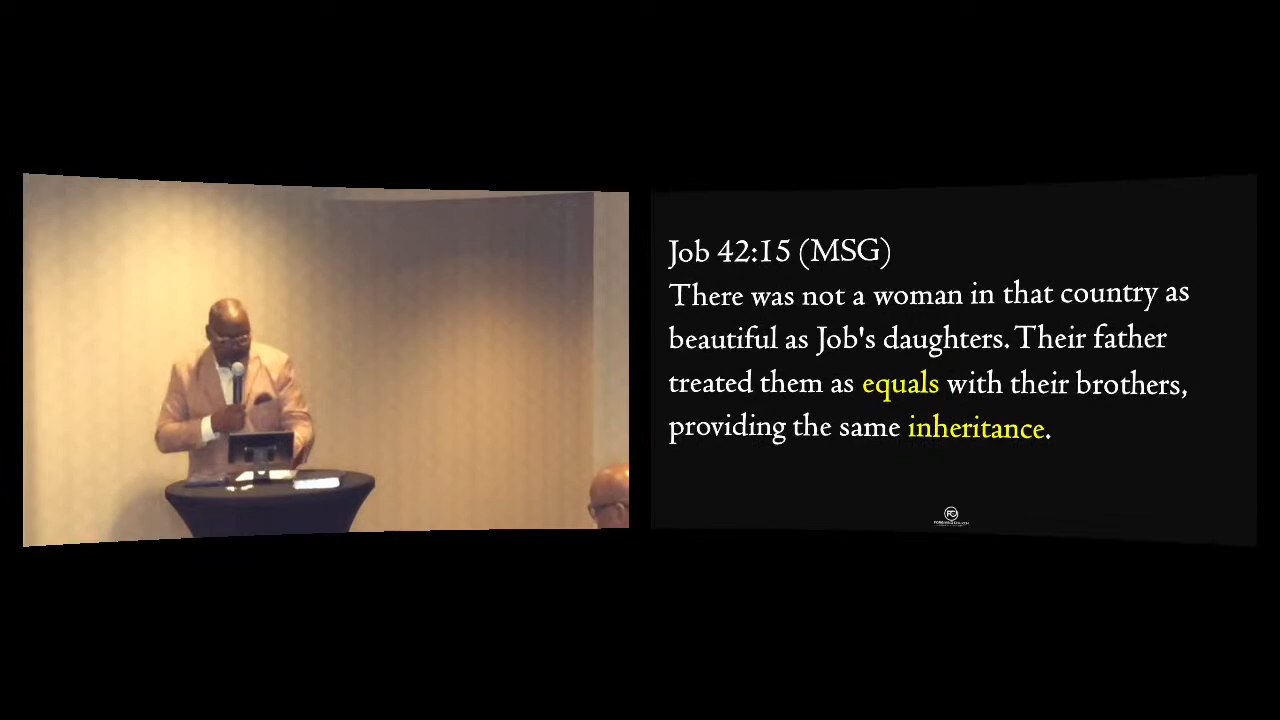 Job 42:15 (MSG)
There was not a woman in that country as
beautiful as Job's daughters. Their father
treated them as equals with their brothers,
providing the same inheritance.
FC